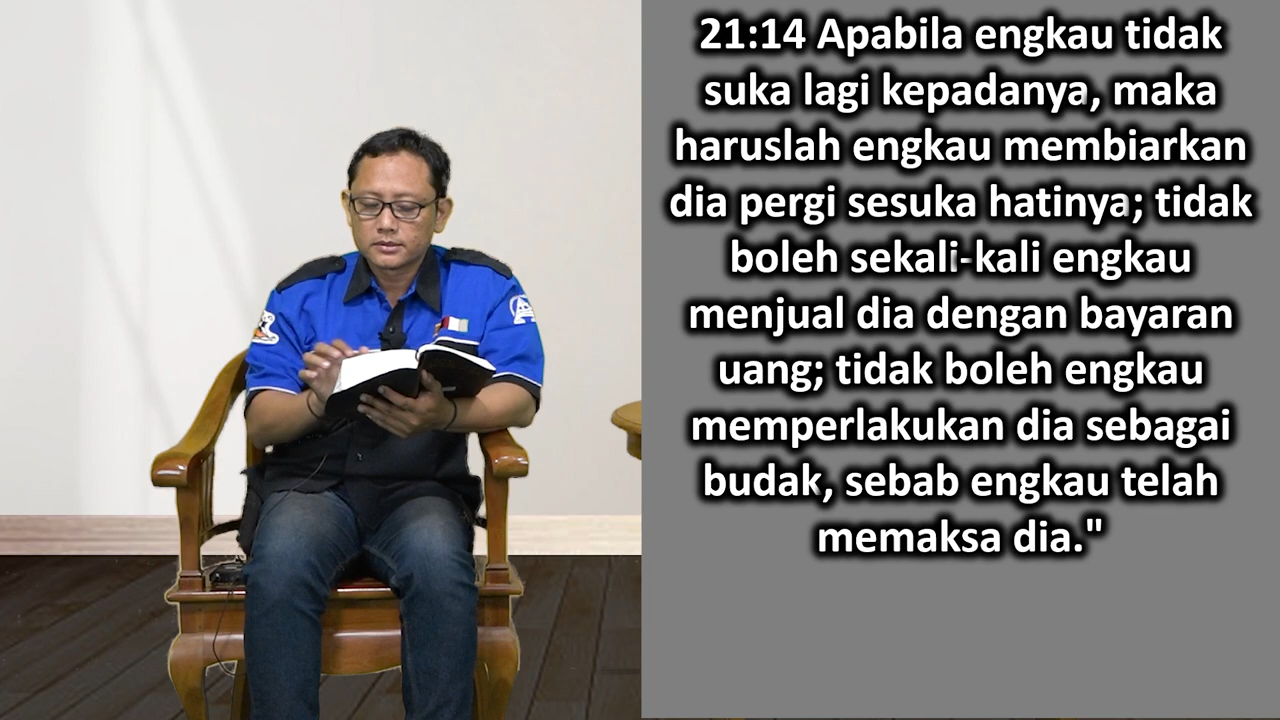 21:14 Apabila engkau tidak
suka lagi kepadanya, maka
haruslah engkau membiarkan
dia pergi sesuka hatinya; tidak
boleh sekali-kali engkau
menjual dia dengan bayaran
uang; tidak boleh engkau
memperlakukan dia sebagai
budak, sebab engkau telah
memaksa dia."